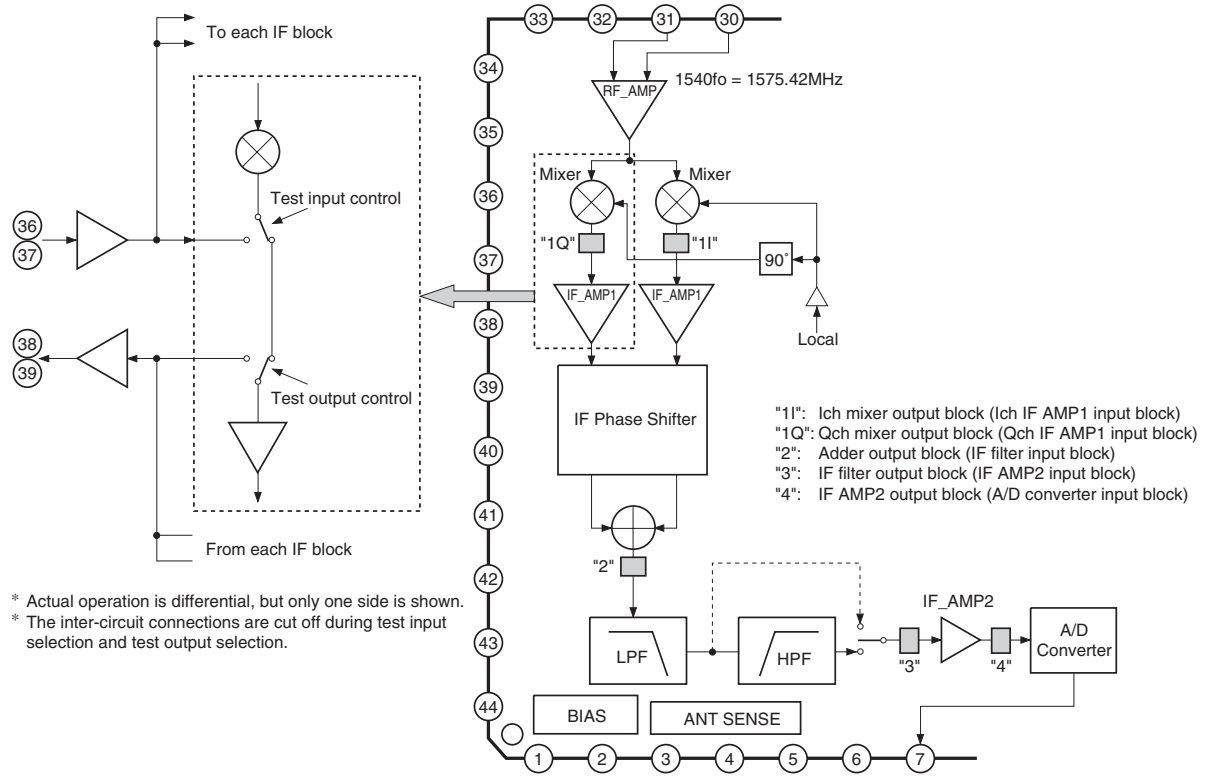 To each IF block
Test input control
36
37
38
39
Test output control
From each IF block
* Actual operation is differential, but only one side is shown.
* The inter-circuit connections are cut off during test input
selection and test output selection.
33
32
31
30
34
35
36
37
38
39
40
41
42
43
44
1
2
3
4
5
6
7
RF_AMP
1540fo = 1575.42MHz
Mixer
Mixer
"1Q"
"1I"
90°
IF_AMP1
IF_AMP1
Local
IF Phase Shifter
"1I": Ich mixer output block (Ich IF AMP1 input block)
"1Q": Qch mixer output block (Qch IF AMP1 input block)
"2": Adder output block (IF filter input block)
"3": IF filter output block (IF AMP2 input block)
"4": IF AMP2 output block (A/D converter input block)
"2"
LPF
HPF
"3"
IF_AMP2
"4"
A/D
Converter
BIAS
ANT SENSE